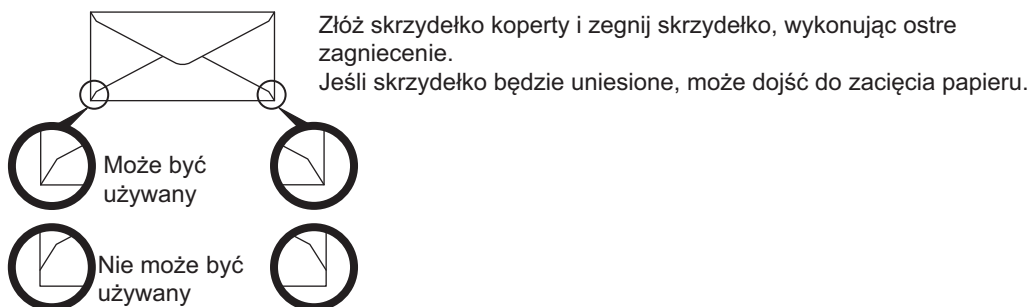 Złóż skrzydełko koperty i zegnij skrzydełko, wykonując ostre
zagniecenie.
Jeśli skrzydełko będzie uniesione, może dojść do zacięcia papieru.
Może być
używany
Nie może być
używany